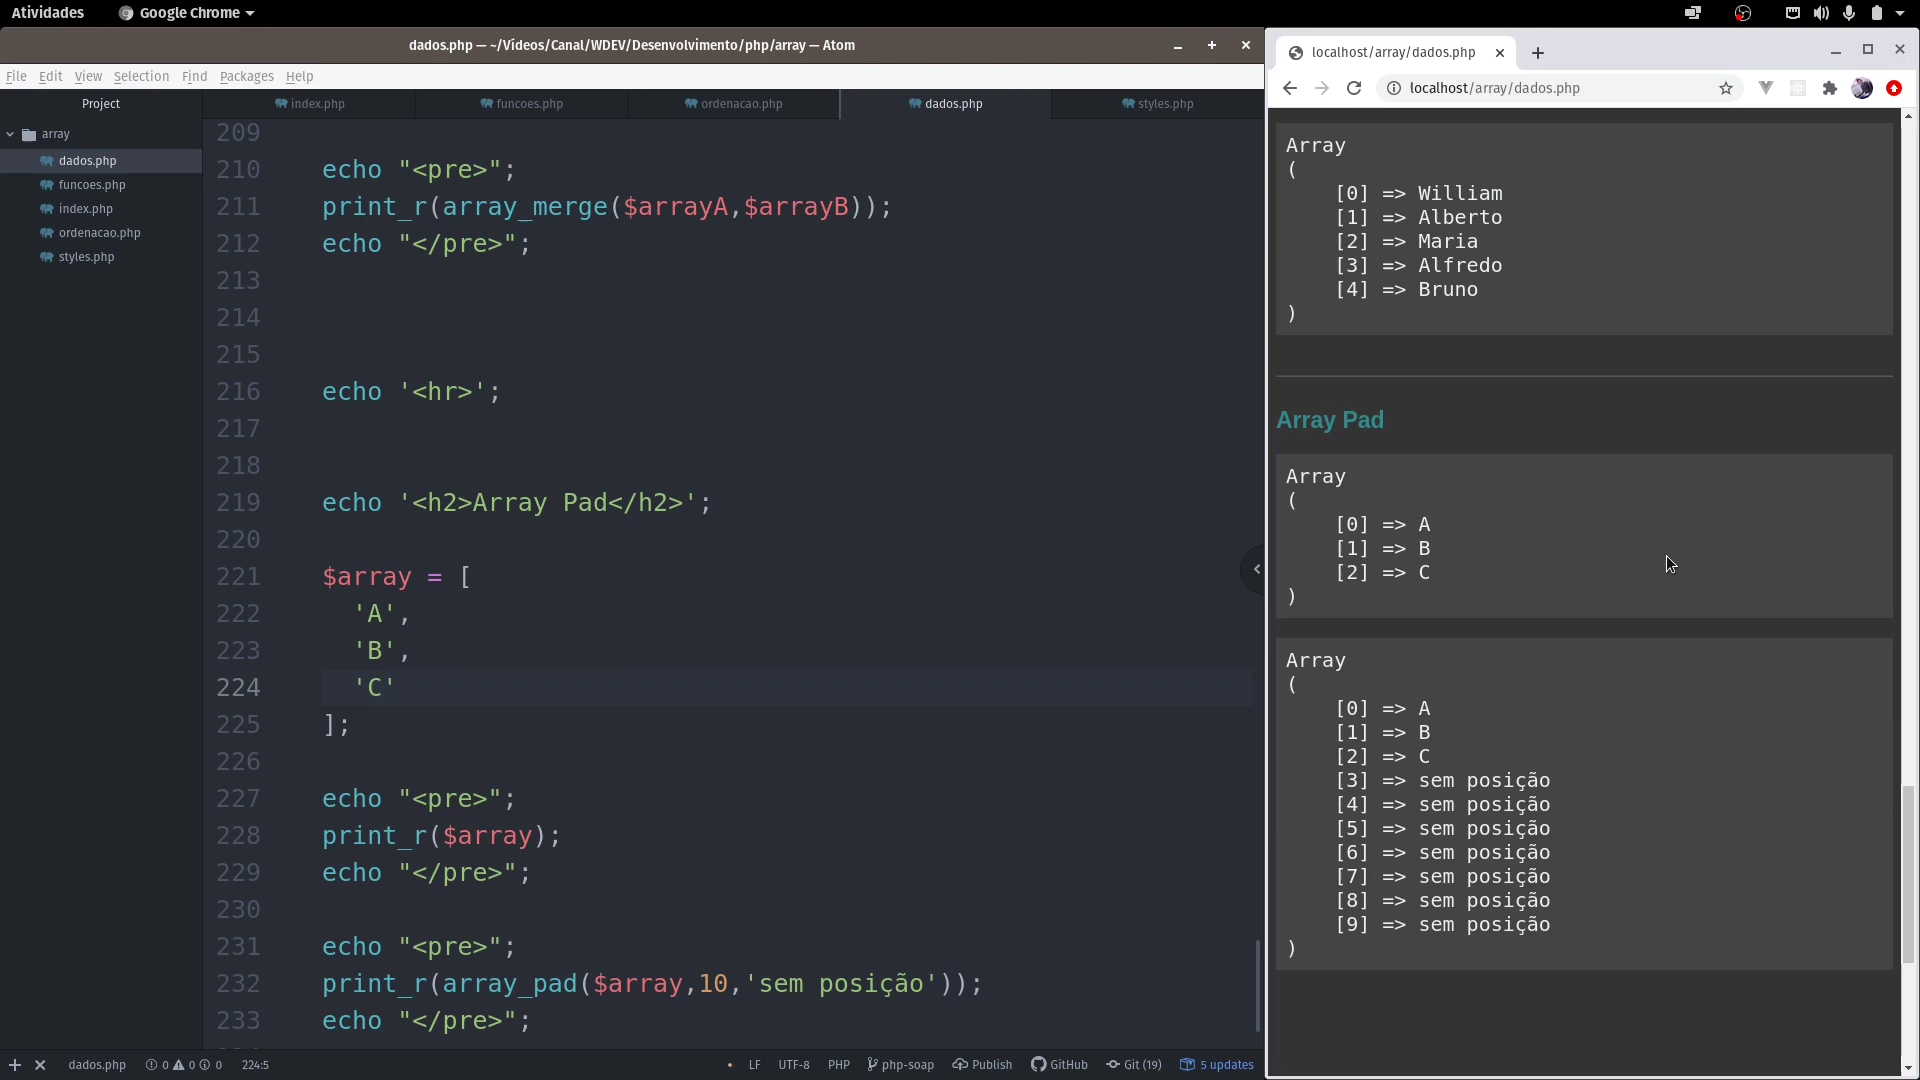 Atividades
Google Chrome
dados.php — ~/Vídeos/Canal/WDEV/Desenvolvimento/php/array — Atom
File Edit View Selection Find Packages Help
Project
index.php
funcoes.php
ordenacao.php
dados.php
styles.php
array
dados.php
funcoes.php
index.php
ordenacao.php
styles.php
209
210 echo "<pre>";
211 print_r(array_merge($arrayA,$arrayB));
212 echo "</pre>";
213
214
215
216 echo '<hr>';
217
218
219 echo '<h2>Array Pad</h2>';
220
221 $array = [
222 'A',
223 'B',
224 'C'
225 ];
226
227 echo "<pre>";
228 print_r($array);
229 echo "</pre>";
230
231 echo "<pre>";
232 print_r(array_pad($array,10,'sem posição'));
233 echo "</pre>";
dados.php 0 0 0 224:5
LF UTF-8 PHP php-soap Publish GitHub Git (19) 5 updates
localhost/array/dados.php
localhost/array/dados.php
Array
(
[0] => William
[1] => Alberto
[2] => Maria
[3] => Alfredo
[4] => Bruno
)
Array Pad
Array
(
[0] => A
[1] => B
[2] => C
)
Array
(
[0] => A
[1] => B
[2] => C
[3] => sem posição
[4] => sem posição
[5] => sem posição
[6] => sem posição
[7] => sem posição
[8] => sem posição
[9] => sem posição
)